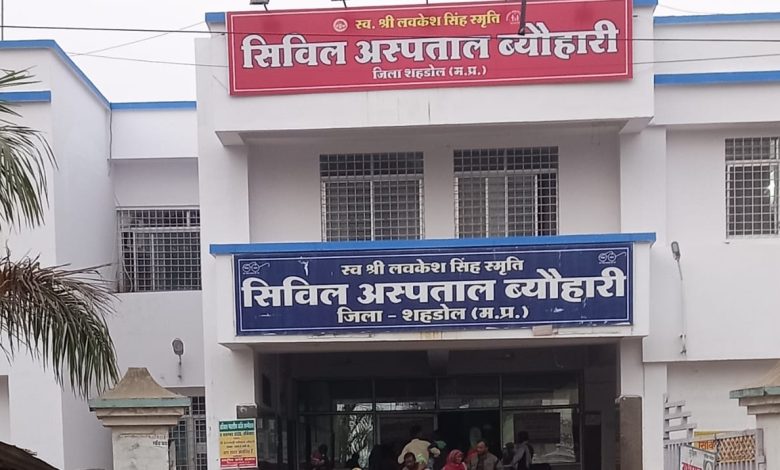 स्व. श्री लवकेश सिंह स्मृति
सिविल अस्पताल ब्यौहारी
जिला शहडोल (म.प्र.)
स्व श्री लवकेश सिंह स्मृति
सिविल अस्पताल ब्यौहारी
जिला - शहडोल (म.प्र.)